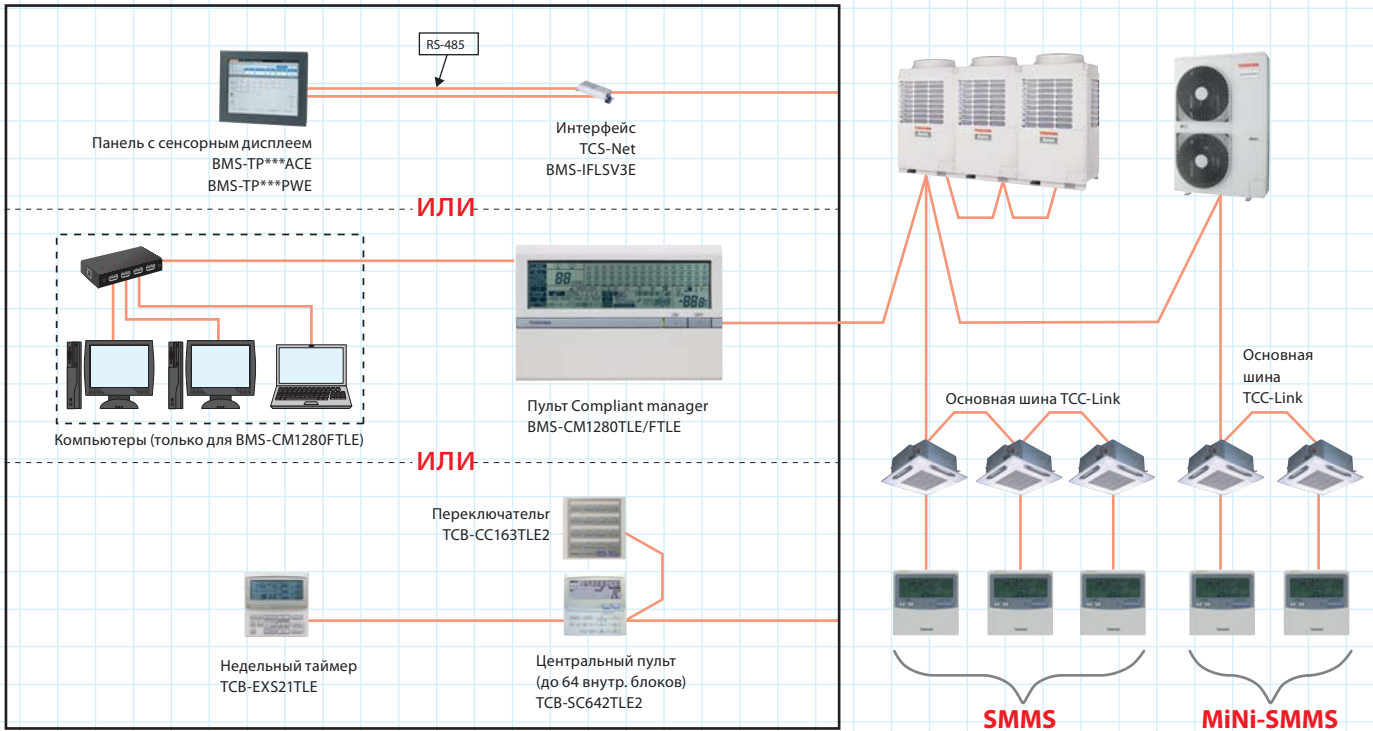 RS-485
Панель с сенсорным дисплеем
BMS-TP***ACE
BMS-TP***PWE
Интерфейс
TCS-Net
BMS-IFLSV3E
ИЛИ
Пульт Compliant manager
BMS-CM1280TLE/FTLE
Компьютеры (только для BMS-CM1280FTLE)
ИЛИ
Переключательг
TCB-CC163TLE2
Недельный таймер
TCB-EXS21TLE
Центральный пульт
(до 64 внутр. блоков)
TCB-SC642TLE2
TOSHIBA
Основная шина TCC-Link
Основная
шина
TCC-Link
SMMS
MiNi-SMMS